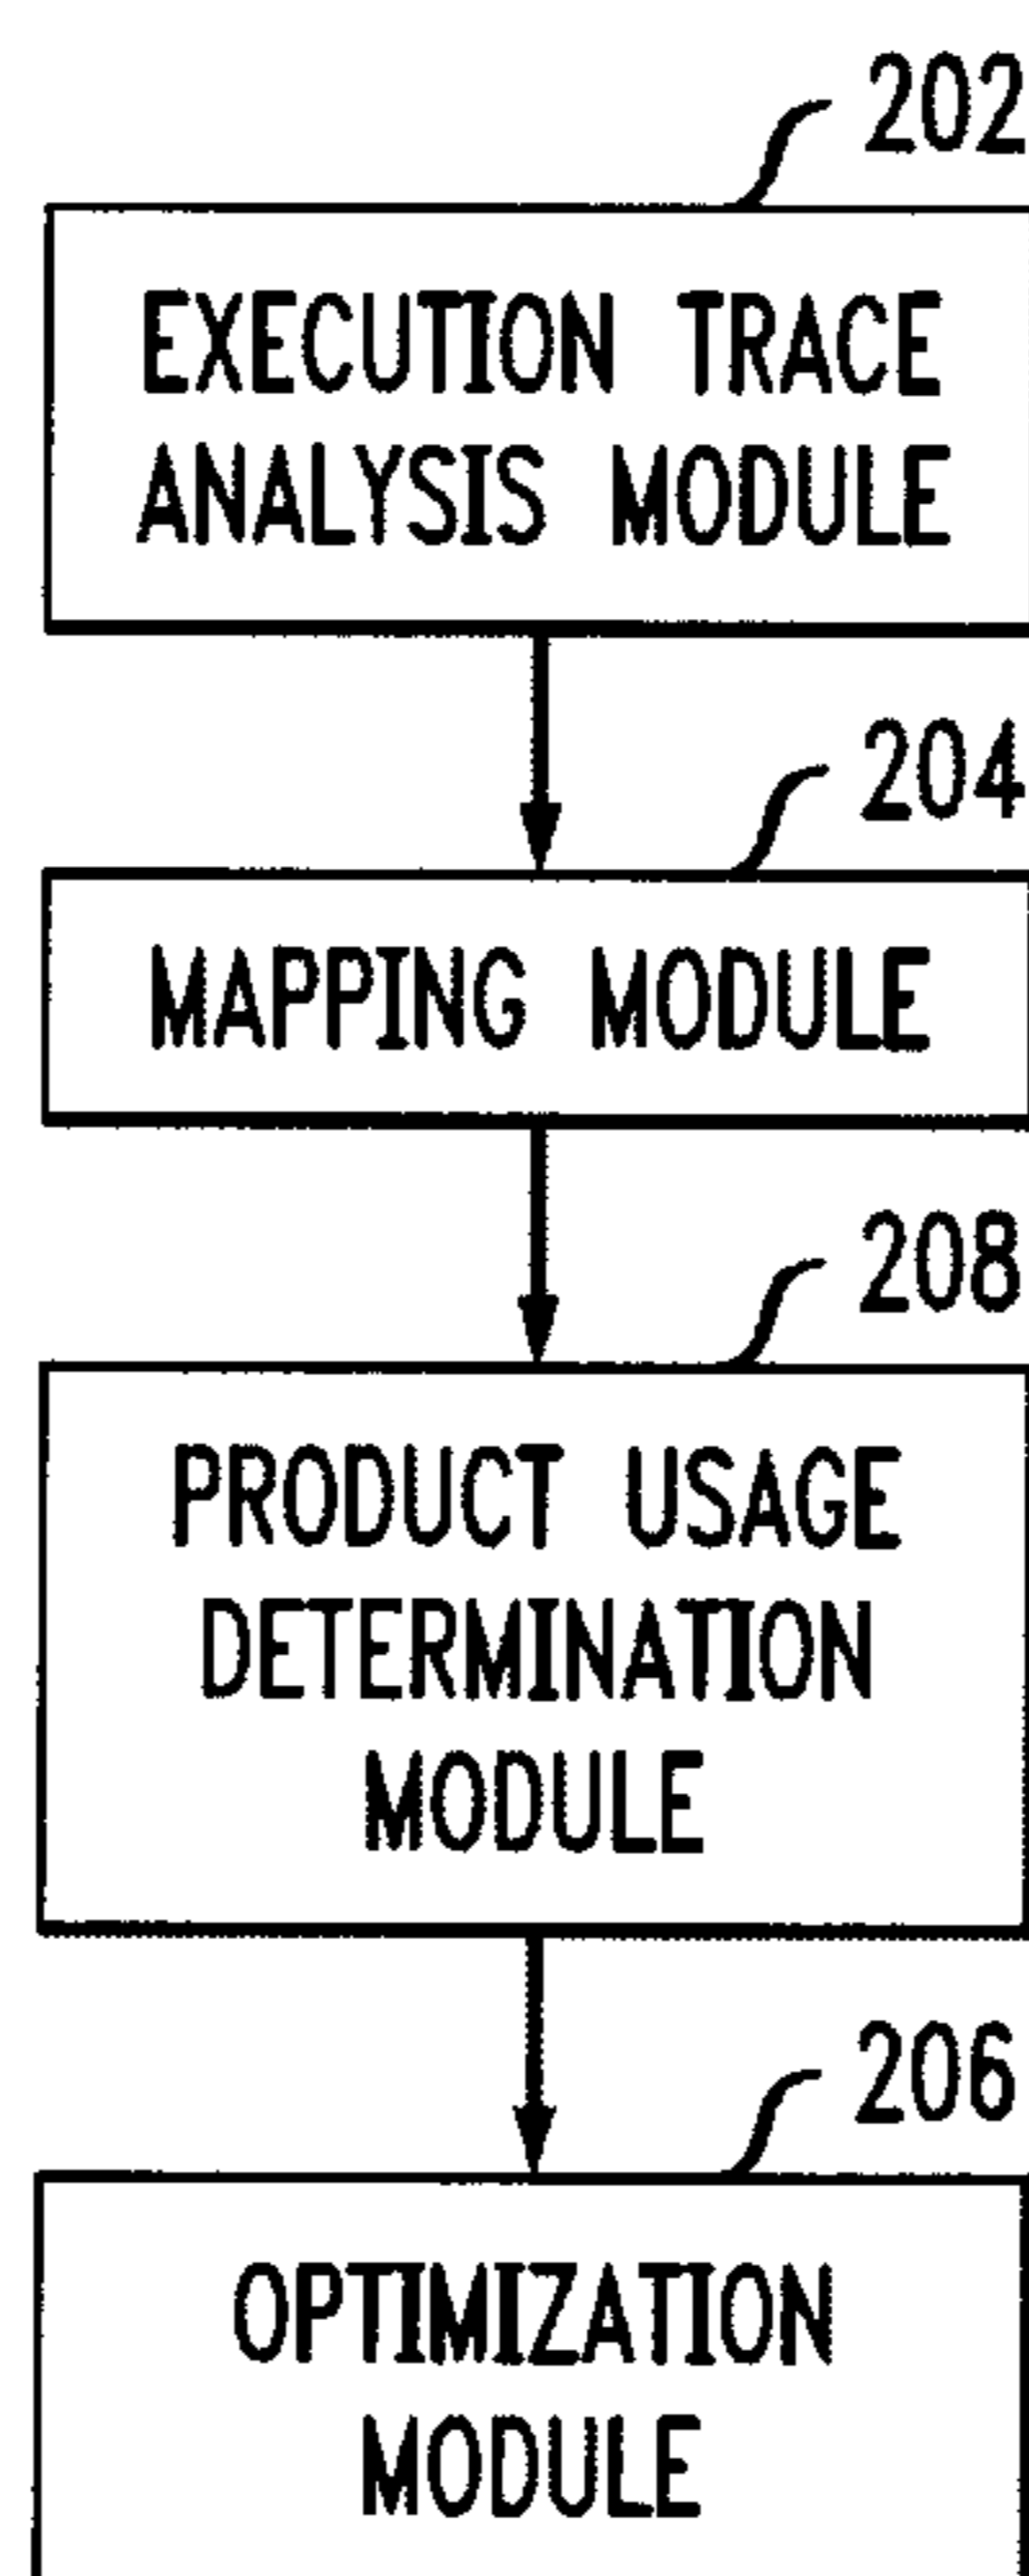 202
EXECUTION TRACE
ANALYSIS MODULE
204
MAPPING MODULE
208
PRODUCT USAGE
DETERMINATION
MODULE
206
OPTIMIZATION
MODULE